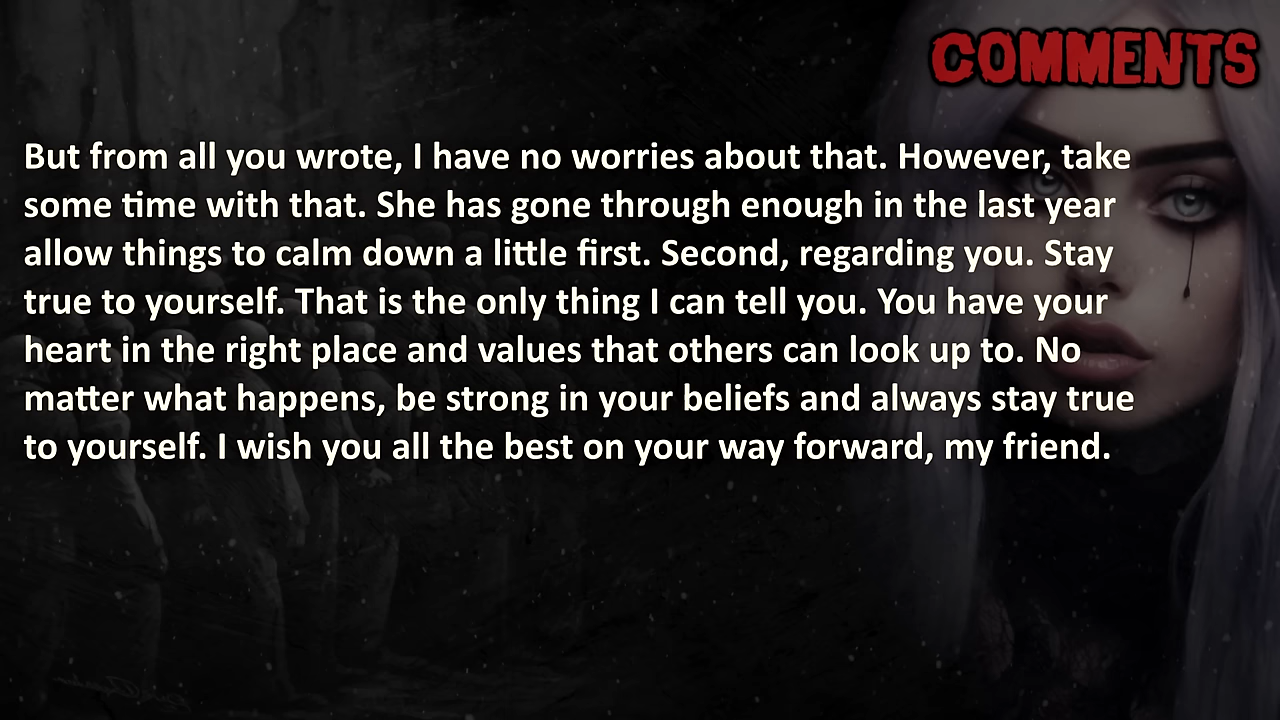 COMMENTS
But from all you wrote, I have no worries about that. However, take
some time with that. She has gone through enough in the last year
allow things to calm down a little first. Second, regarding you. Stay
true to yourself. That is the only thing I can tell you. You have your
heart in the right place and values that others can look up to. No
matter what happens, be strong in your beliefs and always stay true
to yourself. I wish you all the best on your way forward, my friend.